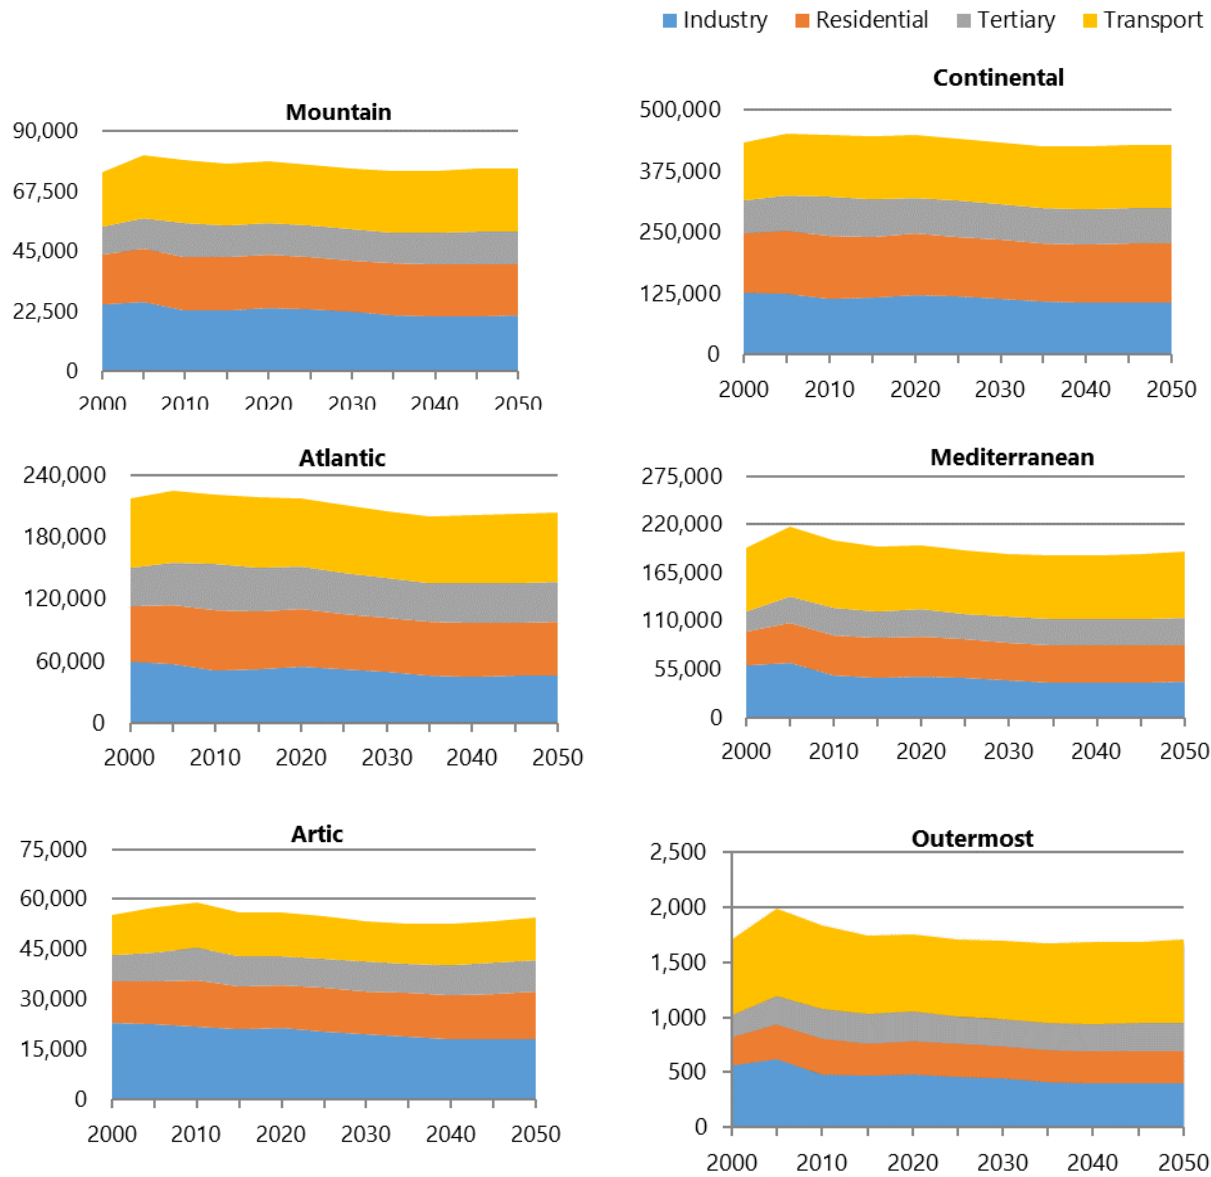 Industry Residential Tertiary Transport
Mountain
90,000
67,500
45,000
22,500
0
2000 2010 2020 2030 2040 2050
Continental
500,000
375,000
250,000
125,000
0
2000 2010 2020 2030 2040 2050
Atlantic
240,000
180,000
120,000
60,000
0
2000 2010 2020 2030 2040 2050
Mediterranean
275,000
220,000
165,000
110,000
55,000
0
2000 2010 2020 2030 2040 2050
Artic
75,000
60,000
45,000
30,000
15,000
0
2000 2010 2020 2030 2040 2050
Outermost
2,500
2,000
1,500
1,000
500
0
2000 2010 2020 2030 2040 2050